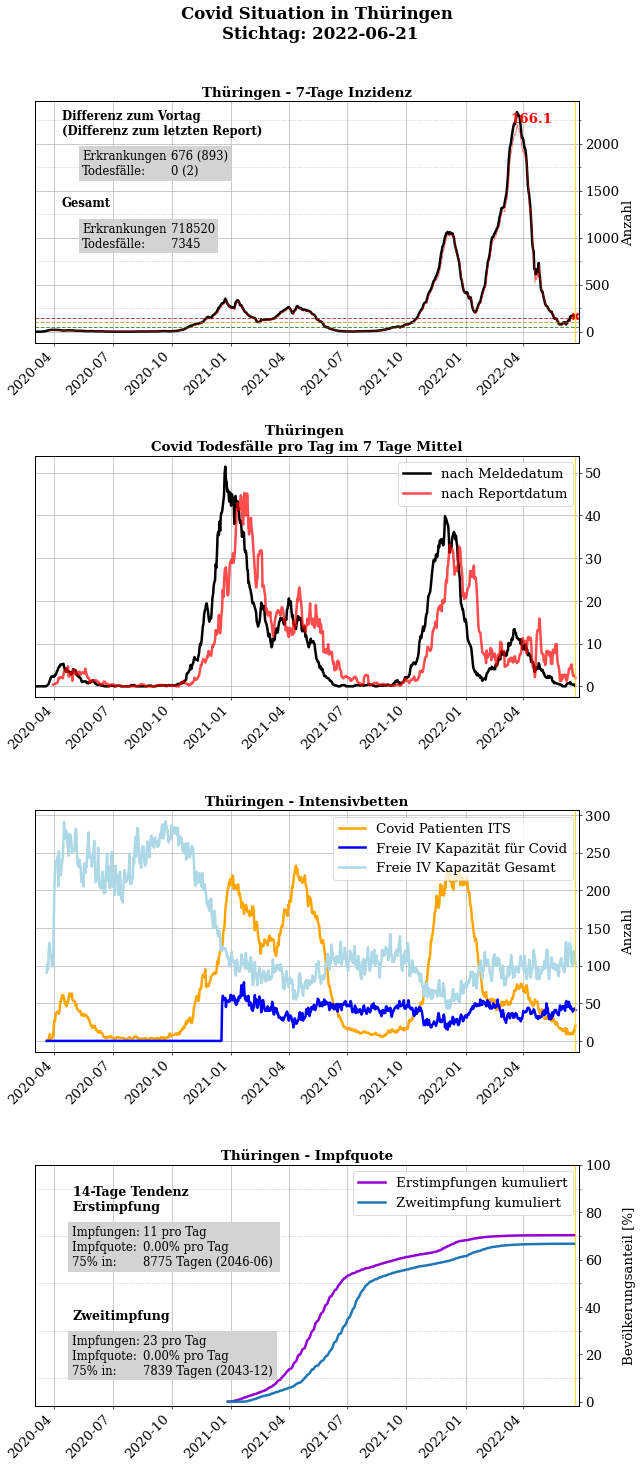 Covid Situation in Thüringen
Stichtag: 2022-06-21
Thüringen - 7-Tage Inzidenz
Differenz zum Vortag
(Differenz zum letzten Report)
Erkrankungen 676 (893)
Todesfälle: 0 (2)
Gesamt
Erkrankungen 718520
Todesfälle: 7345
166.1
2000
1500
1000
500
0
Anzahl
2020-04
2020-07
2020-10
2021-01
2021-04
2021-07
2021-10
2022-01
2022-04
Thüringen
Covid Todesfälle pro Tag im 7 Tage Mittel
nach Meldedatum
nach Reportdatum
50
40
30
20
10
0
2020-04
2020-07
2020-10
2021-01
2021-04
2021-07
2021-10
2022-01
2022-04
Thüringen - Intensivbetten
Covid Patienten ITS
Freie IV Kapazität für Covid
Freie IV Kapazität Gesamt
300
250
200
150
100
50
0
Anzahl
2020-04
2020-07
2020-10
2021-01
2021-04
2021-07
2021-10
2022-01
2022-04
Thüringen - Impfquote
14-Tage Tendenz
Erstimpfung
Impfungen: 11 pro Tag
Impfquote: 0.00% pro Tag
75% in: 8775 Tagen (2046-06)
Zweitimpfung
Impfungen: 23 pro Tag
Impfquote: 0.00% pro Tag
75% in: 7839 Tagen (2043-12)
Erstimpfungen kumuliert
Zweitimpfung kumuliert
100
80
60
40
20
0
Bevölkerungsanteil [%]
2020-04
2020-07
2020-10
2021-01
2021-04
2021-07
2021-10
2022-01
2022-04